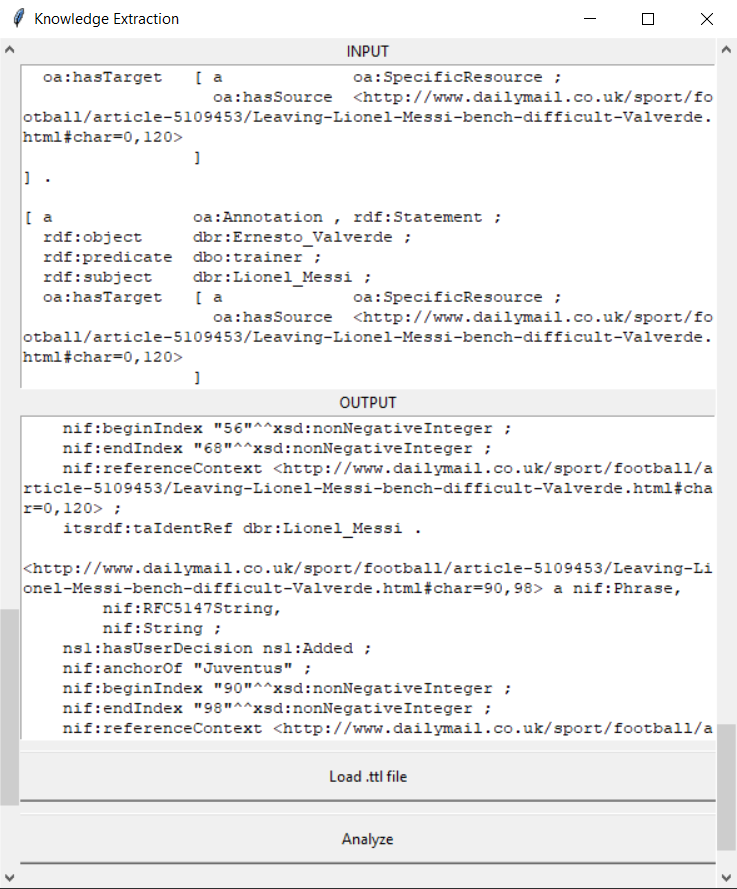 Knowledge Extraction
INPUT
  oa:hasTarget   [ a             oa:SpecificResource ;
                   oa:hasSource  <http://www.dailymail.co.uk/sport/fo
otball/article-5109453/Leaving-Lionel-Messi-bench-difficult-Valverde.
html#char=0,120>
                 ]
] .

[ a              oa:Annotation , rdf:Statement ;
  rdf:object     dbr:Ernesto_Valverde ;
  rdf:predicate  dbo:trainer ;
  rdf:subject    dbr:Lionel_Messi ;
  oa:hasTarget   [ a             oa:SpecificResource ;
                   oa:hasSource  <http://www.dailymail.co.uk/sport/fo
otball/article-5109453/Leaving-Lionel-Messi-bench-difficult-Valverde.
html#char=0,120>
                 ]
OUTPUT
    nif:beginIndex "56"^^xsd:nonNegativeInteger ;
    nif:endIndex "68"^^xsd:nonNegativeInteger ;
    nif:referenceContext <http://www.dailymail.co.uk/sport/football/a
rticle-5109453/Leaving-Lionel-Messi-bench-difficult-Valverde.html#cha
r=0,120> ;
    itsrdf:taIdentRef dbr:Lionel_Messi .

<http://www.dailymail.co.uk/sport/football/article-5109453/Leaving-Li
onel-Messi-bench-difficult-Valverde.html#char=90,98> a nif:Phrase,
        nif:RFC5147String,
        nif:String ;
    ns1:hasUserDecision ns1:Added ;
    nif:anchorOf "Juventus" ;
    nif:beginIndex "90"^^xsd:nonNegativeInteger ;
    nif:endIndex "98"^^xsd:nonNegativeInteger ;
    nif:referenceContext <http://www.dailymail.co.uk/sport/football/a
Load .ttl file
Analyze